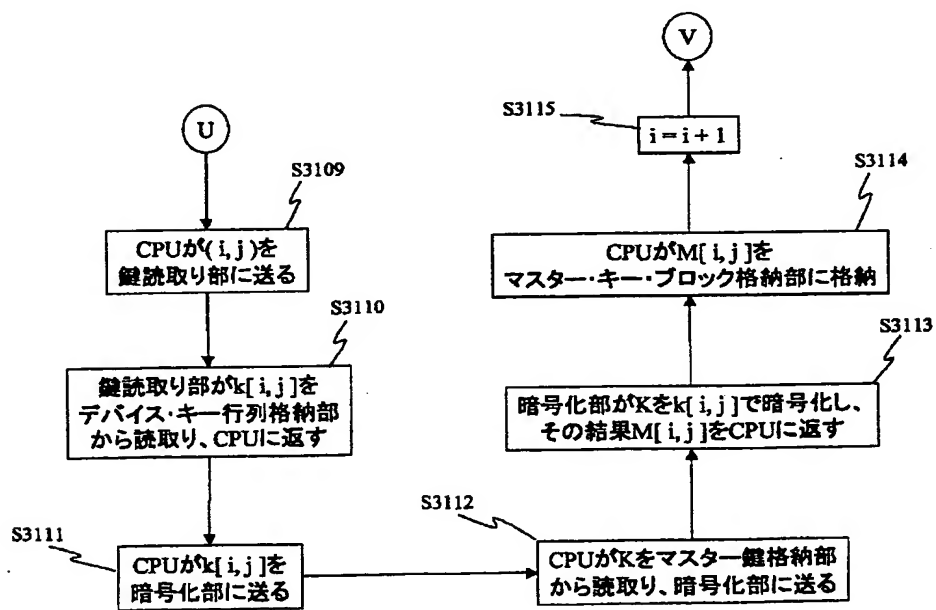 U
S3109
CPUが( i, j )を
鍵読取り部に送る
S3110
鍵読取り部がk[ i, j ]を
デバイス・キー行列格納部
から読取り、CPUに返す
S3111
CPUがk[ i, j ]を
暗号化部に送る
S3112
CPUがKをマスター鍵格納部
から読取り、暗号化部に送る
S3113
暗号化部がKをk[ i, j ]で暗号化し、
その結果M[ i, j ]をCPUに返す
S3114
CPUがM[ i, j ]を
マスター・キー・ブロック格納部に格納
S3115
i = i + 1
V